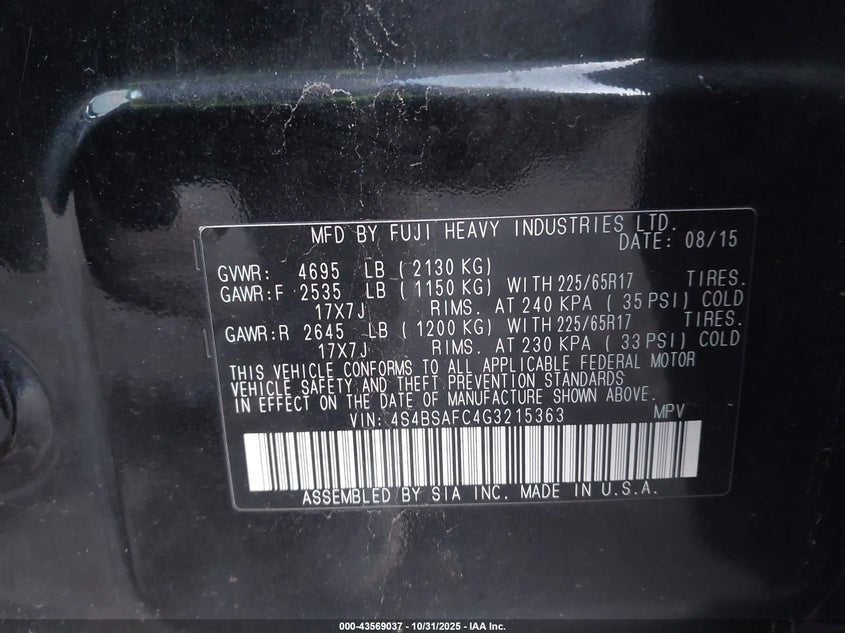 MFD BY FUJI HEAVY INDUSTRIES LTD.
DATE: 08/15
GVWR: 4695 LB ( 2130 KG)
GAWR:F 2535 LB ( 1150 KG) WITH 225/65R17 TIRES.
17X7J RIMS. AT 240 KPA ( 35 PSI) COLD
GAWR:R 2645 LB ( 1200 KG) WITH 225/65R17 TIRES.
17X7J RIMS. AT 230 KPA ( 33 PSI) COLD
THIS VEHICLE CONFORMS TO ALL APPLICABLE FEDERAL MOTOR
VEHICLE SAFETY AND THEFT PREVENTION STANDARDS
IN EFFECT ON THE DATE OF MANUFACTURE SHOWN ABOVE.
VIN: 4S4BSAFC4G3215363 MPV
ASSEMBLED BY SIA INC. MADE IN U.S.A.
000-43569037 - 10/31/2025 - IAA Inc.